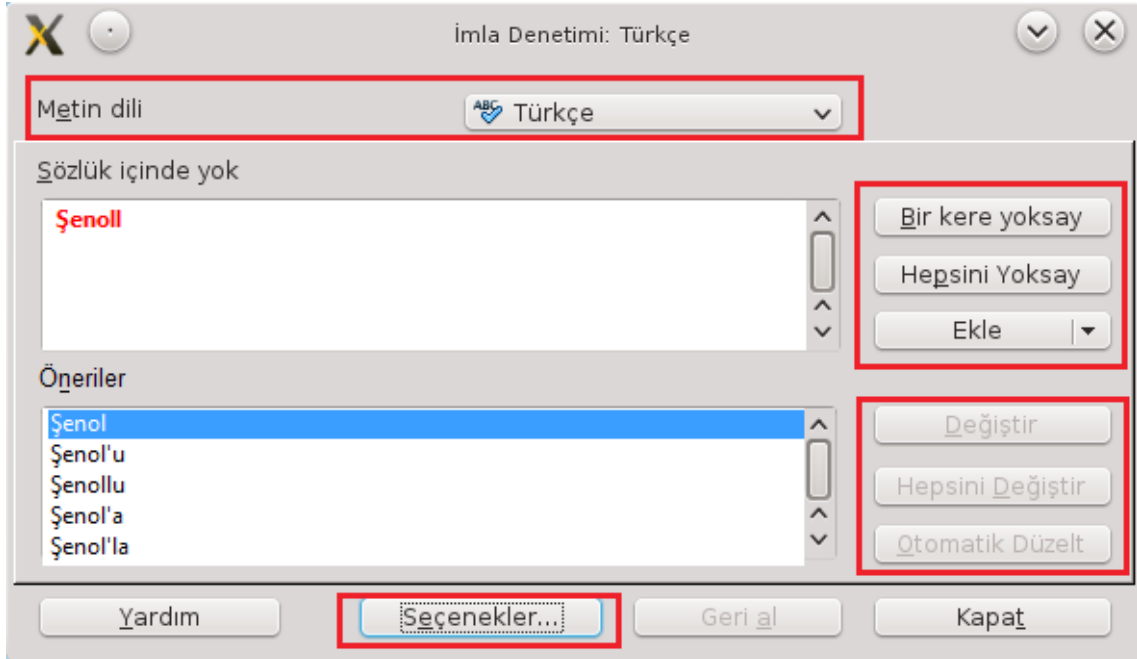 İmla Denetimi: Türkçe
Metin dili
ABC Türkçe
Sözlük içinde yok
Şenoll
Bir kere yoksay
Hepsini Yoksay
Ekle
Öneriler
Şenol
Şenol'u
Şenollu
Şenol'a
Şenol'la
Değiştir
Hepsini Değiştir
Otomatik Düzelt
Yardım
Seçenekler...
Geri al
Kapat